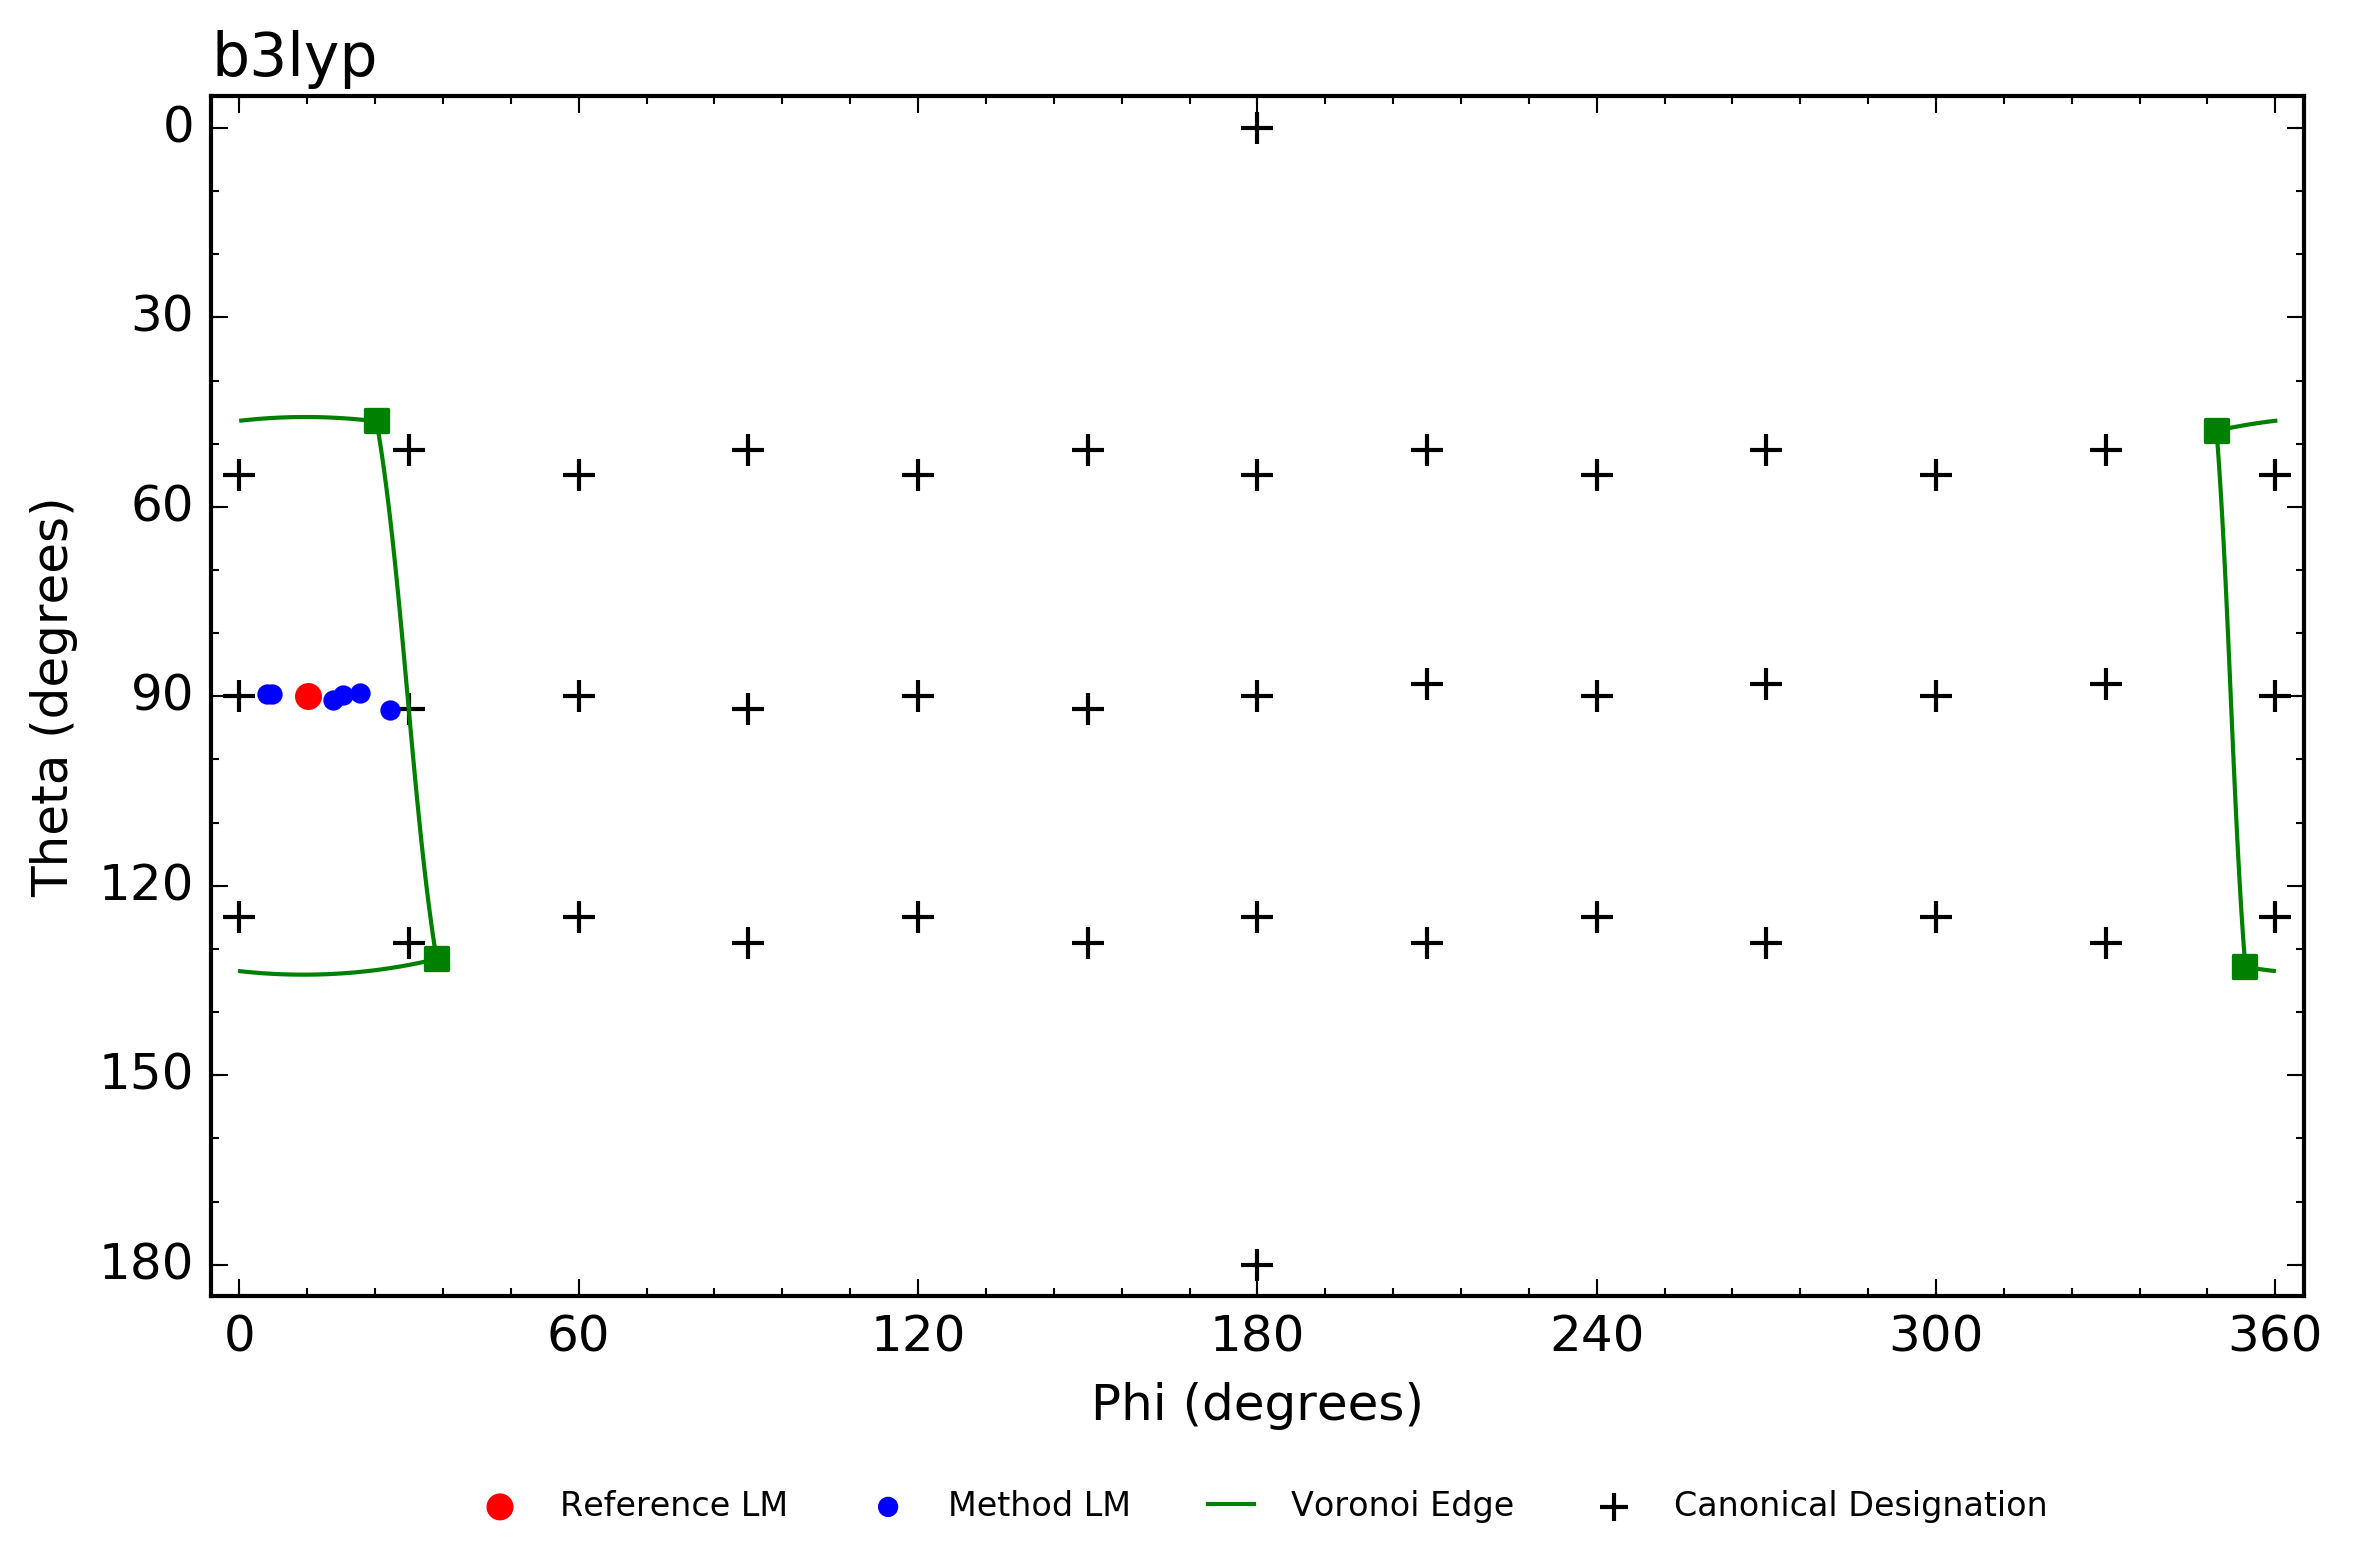 b3lyp
0
30
60
90
120
150
180
Theta (degrees)
0 60 120 180 240 300 360
Phi (degrees)
Reference LM Method LM Voronoi Edge Canonical Designation